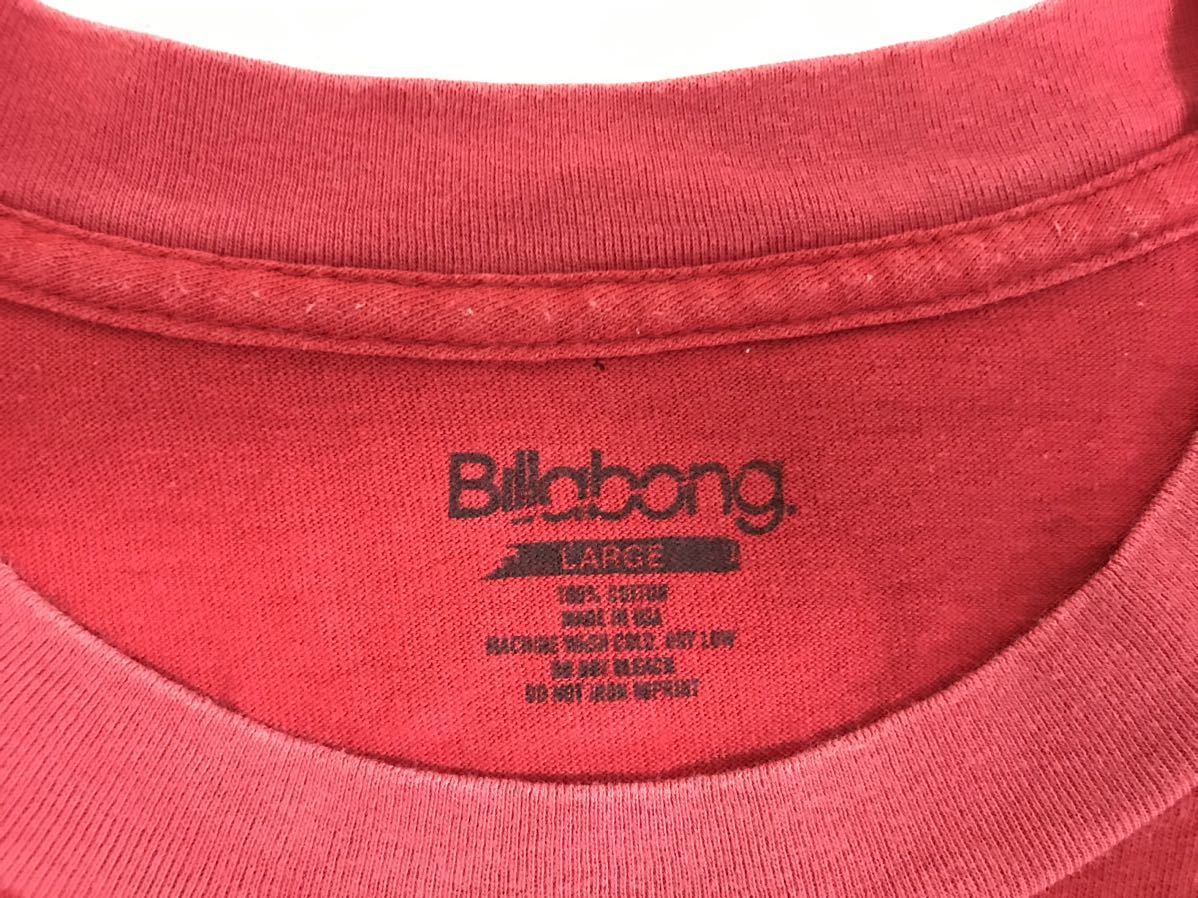 Billabong.
LARGE
100% COTTON
MADE IN USA
MACHINE WASH COLD. DRY LOW
DO NOT BLEACH
DO NOT IRON IMPRINT